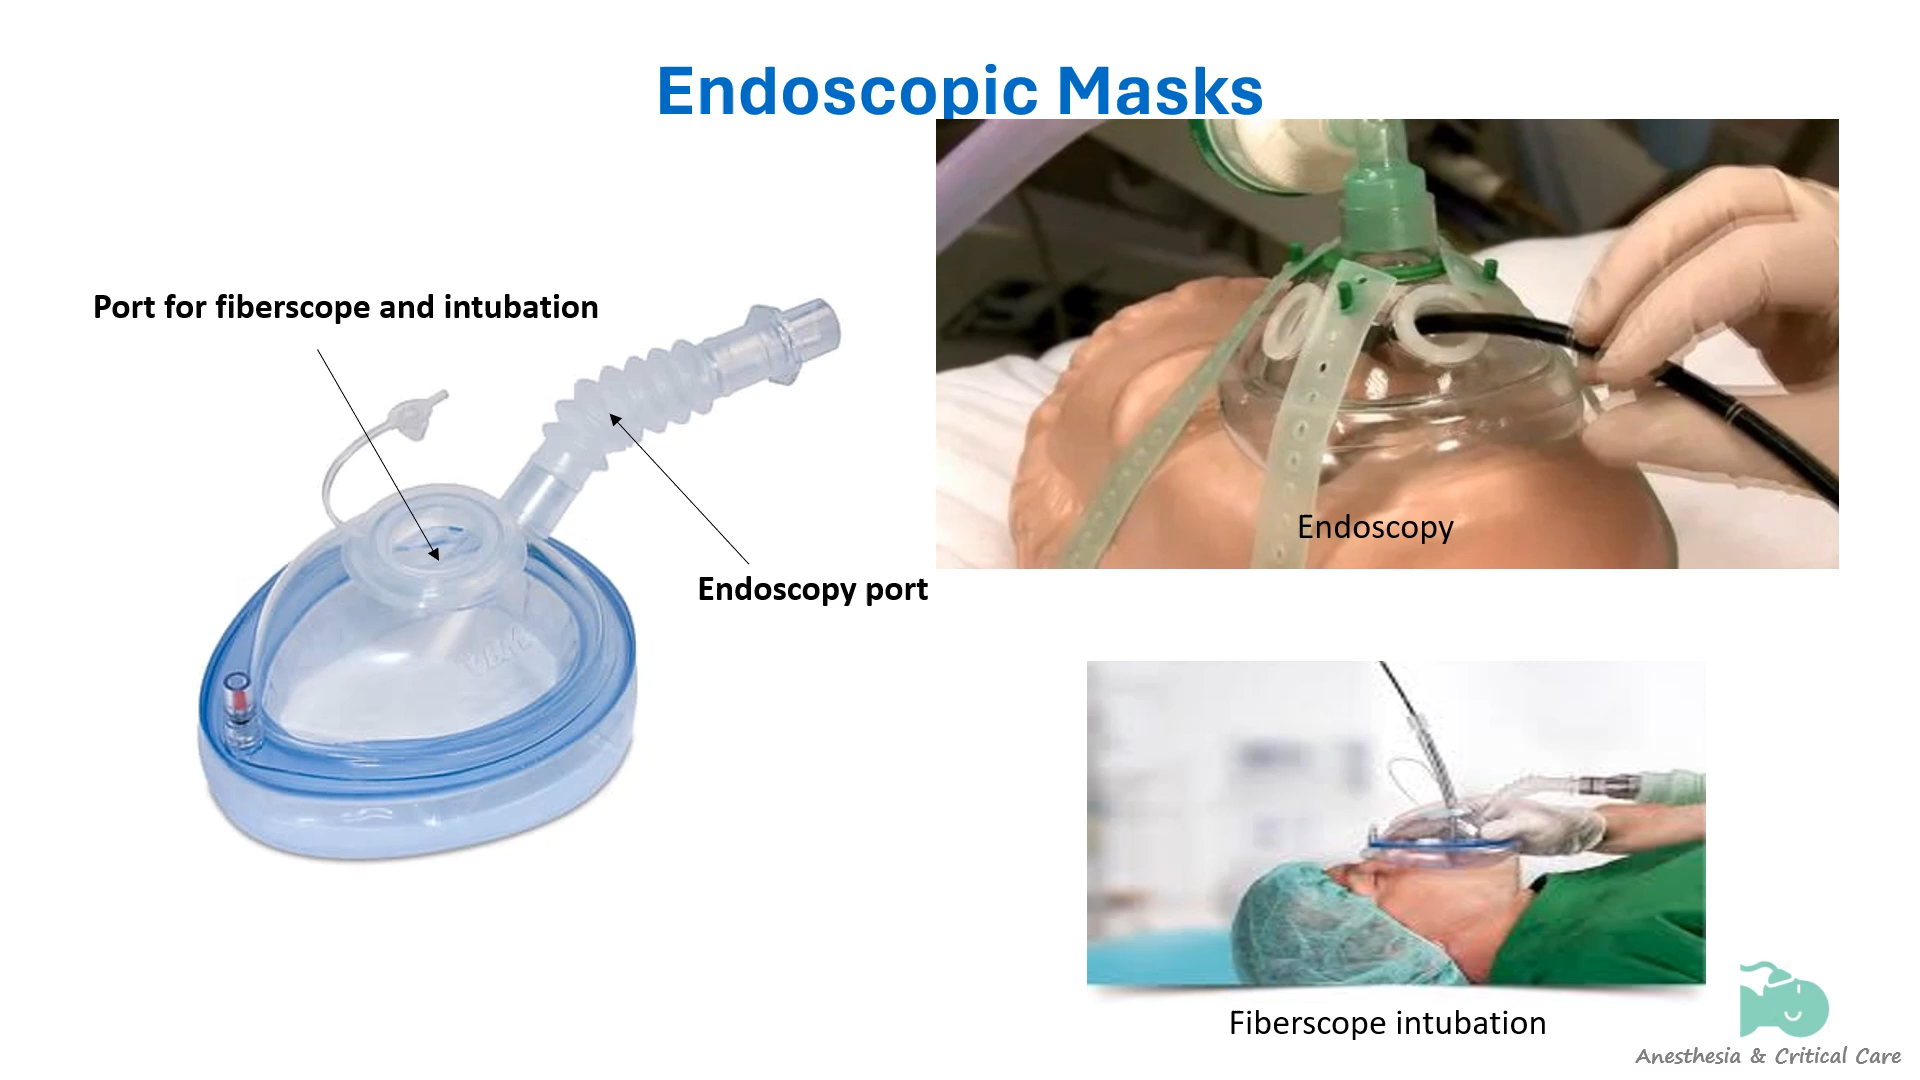 Endoscopic Masks
Port for fiberscope and intubation
Endoscopy port
Endoscopy
Fiberscope intubation
Anesthesia & Critical Care